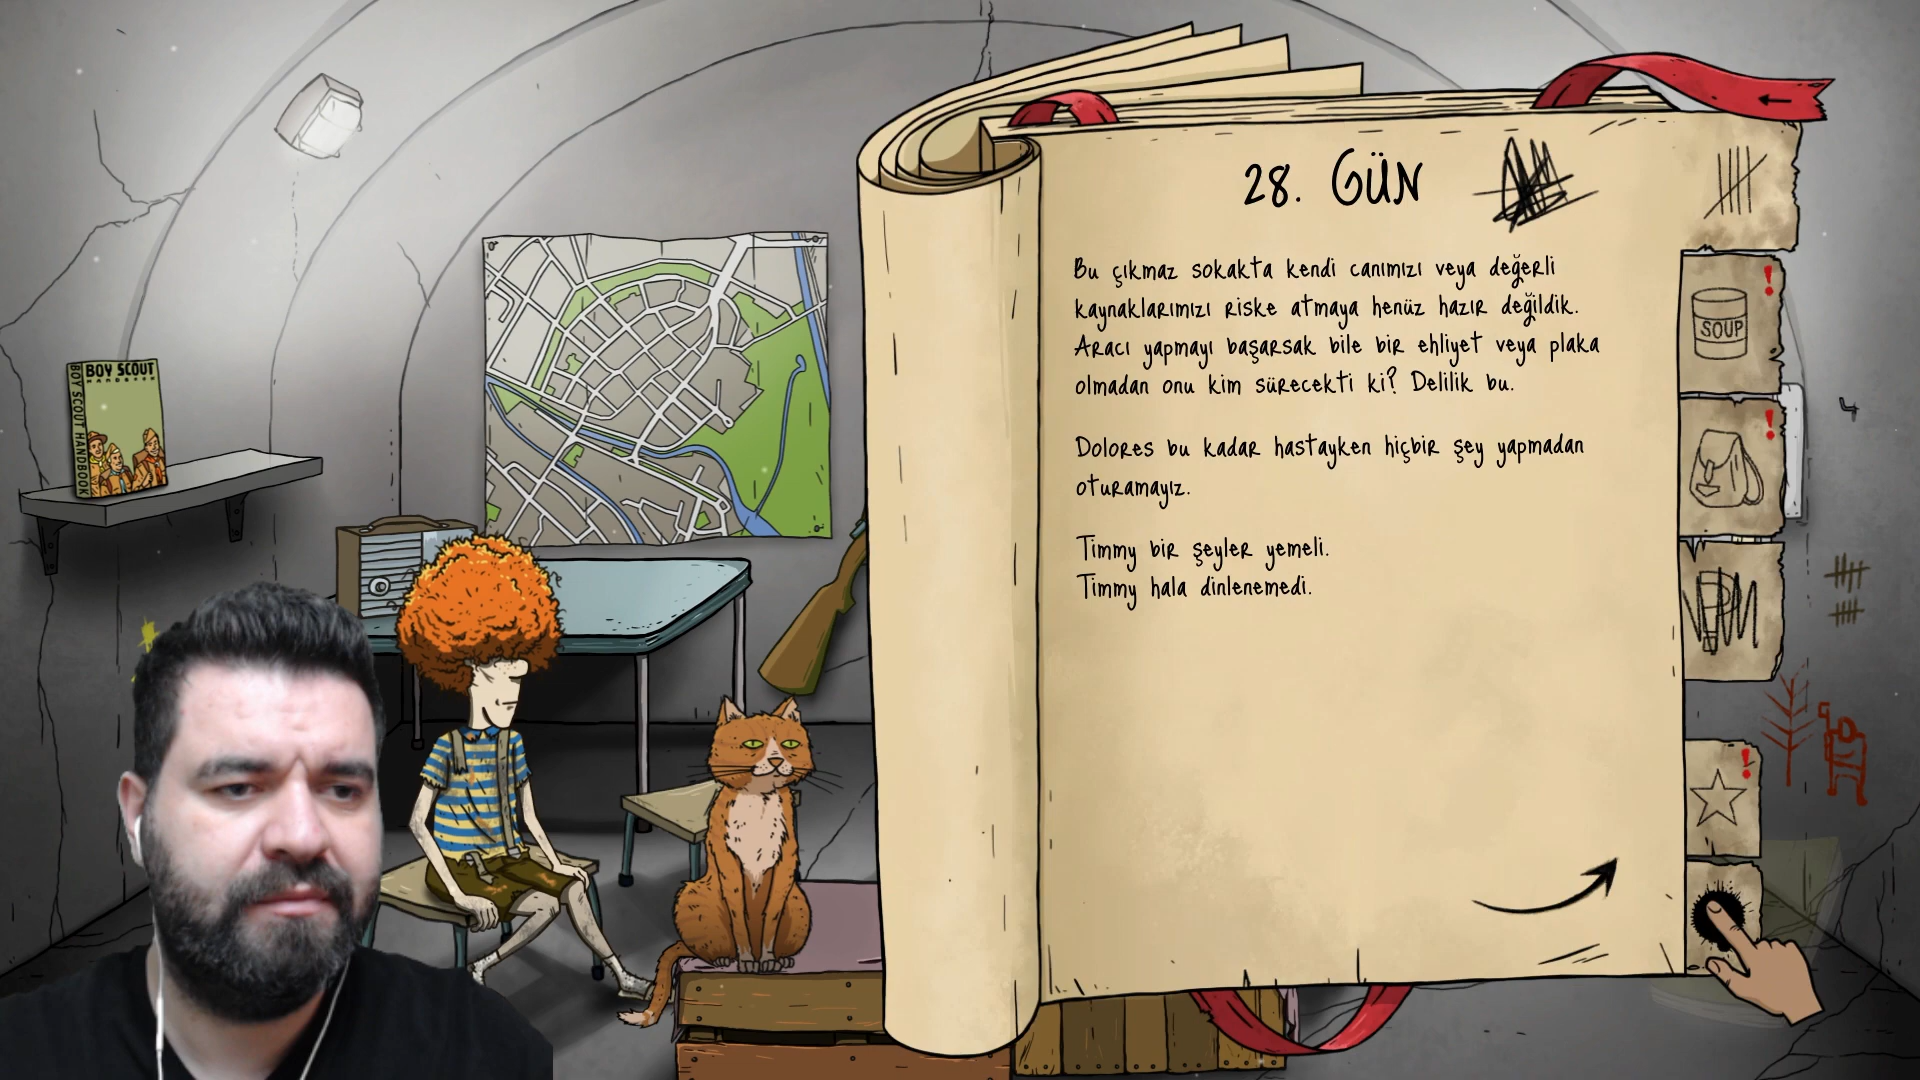 28. GÜN
Bu çıkmaz sokakta kendi canımızı veya değerli
kaynaklarımızı riske atmaya henüz hazır değildik.
Aracı yapmayı başarsak bile bir ehliyet veya plaka
olmadan onu kim sürecekti ki? Delilik bu.
Dolores bu kadar hastayken hiçbir şey yapmadan
oturamayız.
Timmy bir şeyler yemeli.
Timmy hala dinlenemedi.
SOUP
BOY SCOUT
HANDBOOK
BOY SCOUT HANDBOOK